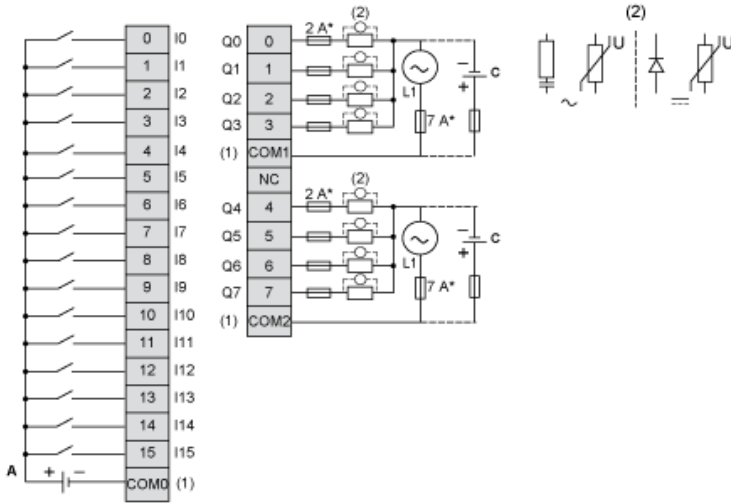 0 I0
1 I1
2 I2
3 I3
4 I4
5 I5
6 I6
7 I7
8 I8
9 I9
10 I10
11 I11
12 I12
13 I13
14 I14
15 I15
A + − COM0 (1)
2 A* (2)
Q0 0
Q1 1
Q2 2
Q3 3
L1 − + C
7 A*
(1) COM1
NC
2 A* (2)
Q4 4
Q5 5
Q6 6
Q7 7
L1 − + C
7 A*
(1) COM2
(2)
U U